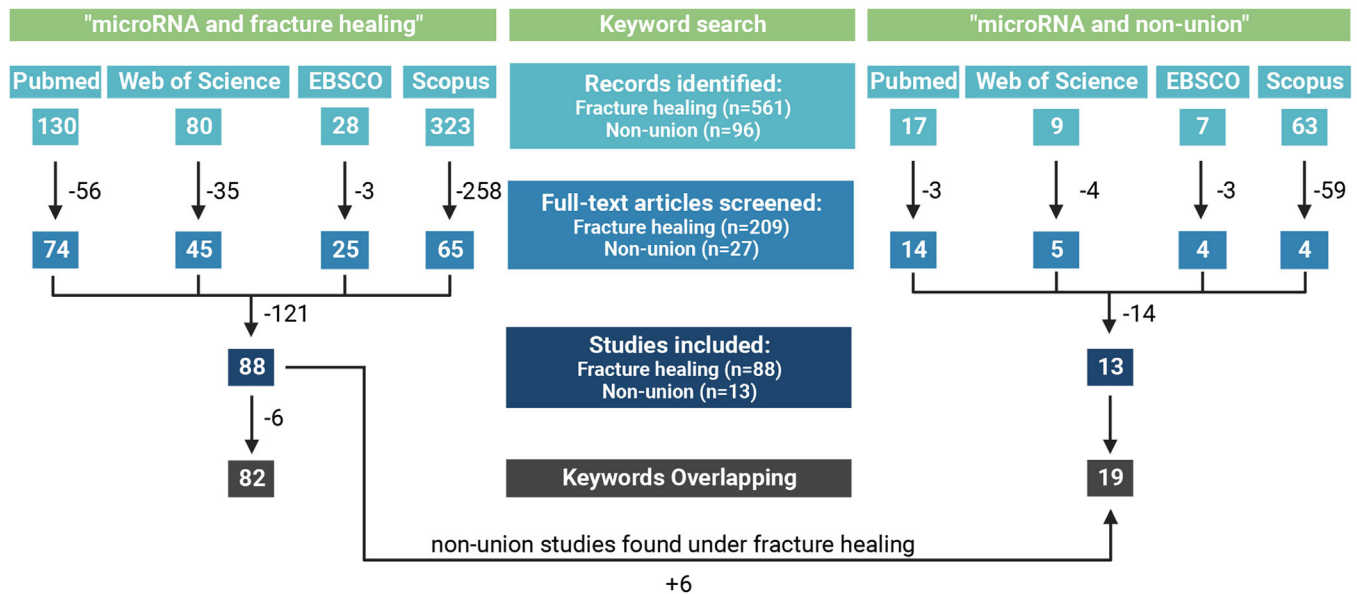 "microRNA and fracture healing"
Keyword search
"microRNA and non-union"
Pubmed
Web of Science
EBSCO
Scopus
Records identified:
Fracture healing (n=561)
Non-union (n=96)
Pubmed
Web of Science
EBSCO
Scopus
130
80
28
323
17
9
7
63
-56
-35
-3
-258
Full-text articles screened:
Fracture healing (n=209)
Non-union (n=27)
-3
-4
-3
-59
74
45
25
65
14
5
4
4
-121
-14
Studies included:
Fracture healing (n=88)
Non-union (n=13)
88
13
-6
82
Keywords Overlapping
19
non-union studies found under fracture healing
+6